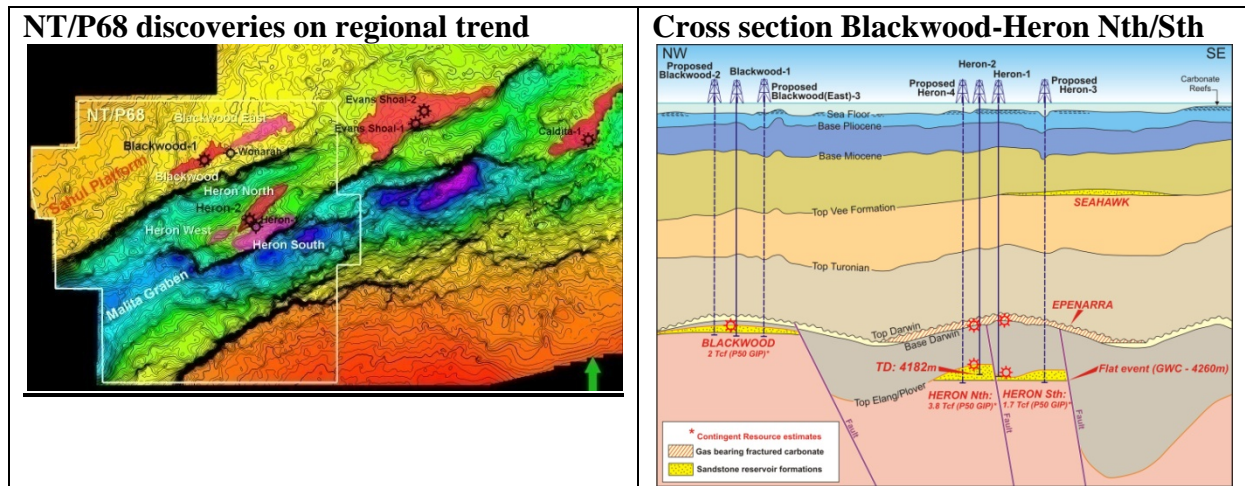 NT/P68 discoveries on regional trend
NT/P68
Blackwood East
Evans Shoal-2
Evans Shoal-1
Caldita-1
Blackwood-1
Wonarah-1
Blackwood
Sahul Platform
Heron North
Heron-2
Heron-1
Heron West
Heron South
Malita Graben
Cross section Blackwood-Heron Nth/Sth
NW
SE
Proposed
Blackwood-2
Blackwood-1
Proposed
Blackwood(East)-3
Heron-2
Proposed
Heron-4
Heron-1
Proposed
Heron-3
Carbonate
Reefs
Sea Floor
Base Pliocene
Base Miocene
SEAHAWK
Top Vee Formation
Top Turonian
EPENARRA
Top Darwin
Base Darwin
BLACKWOOD
2 Tcf (P50 GIP)*
TD: 4182m
Flat event (GWC - 4260m)
Top Elang/Plover
HERON Nth:
3.8 Tcf (P50 GIP)*
HERON Sth:
1.7 Tcf (P50 GIP)*
Fault
Fault
Fault
* Contingent Resource estimates
Gas bearing fractured carbonate
Sandstone reservoir formations